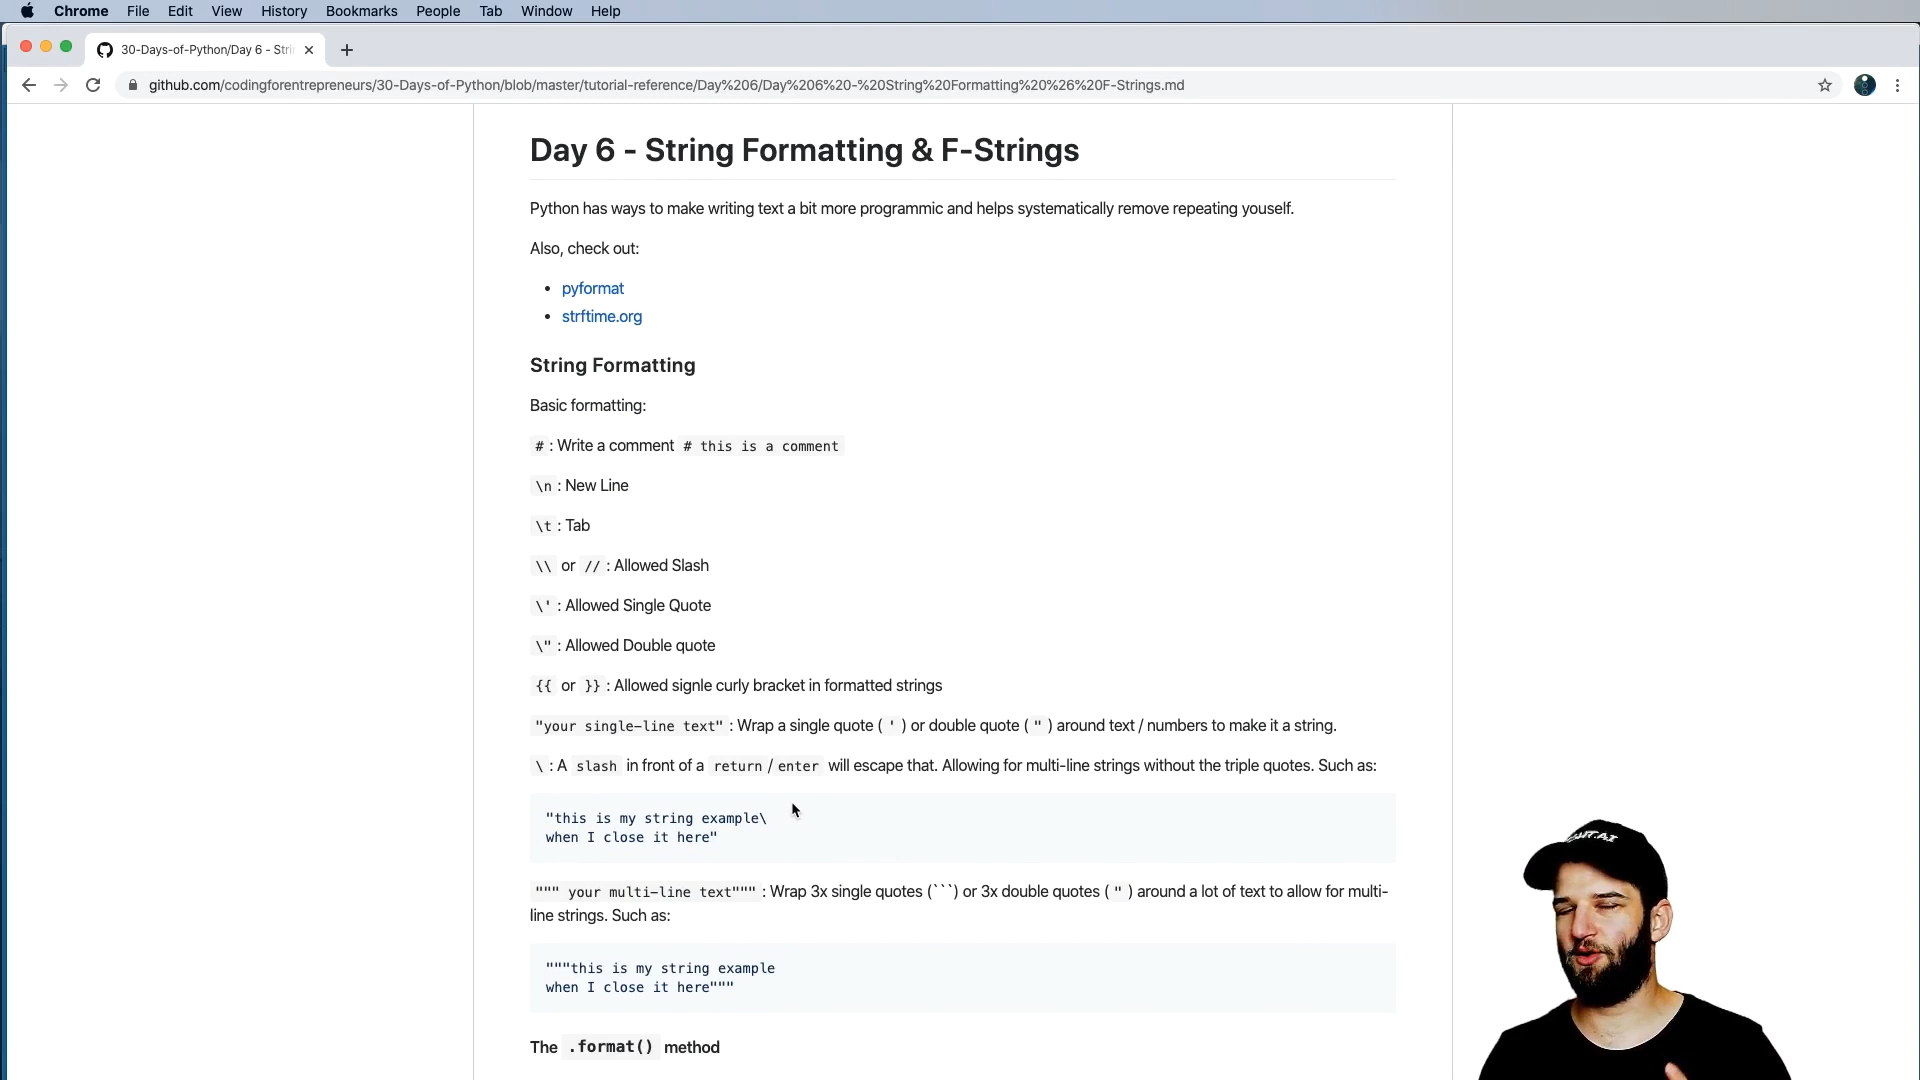 Chrome File Edit View History Bookmarks People Tab Window Help
30-Days-of-Python/Day 6 - Stri
github.com/codingforentrepreneurs/30-Days-of-Python/blob/master/tutorial-reference/Day%206/Day%206%20-%20String%20Formatting%20%26%20F-Strings.md
Day 6 - String Formatting & F-Strings
Python has ways to make writing text a bit more programmic and helps systematically remove repeating youself.
Also, check out:
• pyformat
• strftime.org
String Formatting
Basic formatting:
# : Write a comment # this is a comment
\n : New Line
\t : Tab
\\ or // : Allowed Slash
\' : Allowed Single Quote
\" : Allowed Double quote
{{ or }} : Allowed signle curly bracket in formatted strings
"your single-line text" : Wrap a single quote ( ' ) or double quote ( " ) around text / numbers to make it a string.
\ : A slash in front of a return / enter will escape that. Allowing for multi-line strings without the triple quotes. Such as:
"this is my string example\
when I close it here"
""" your multi-line text""" : Wrap 3x single quotes (```) or 3x double quotes ( " ) around a lot of text to allow for multi-
line strings. Such as:
"""this is my string example
when I close it here"""
The .format() method